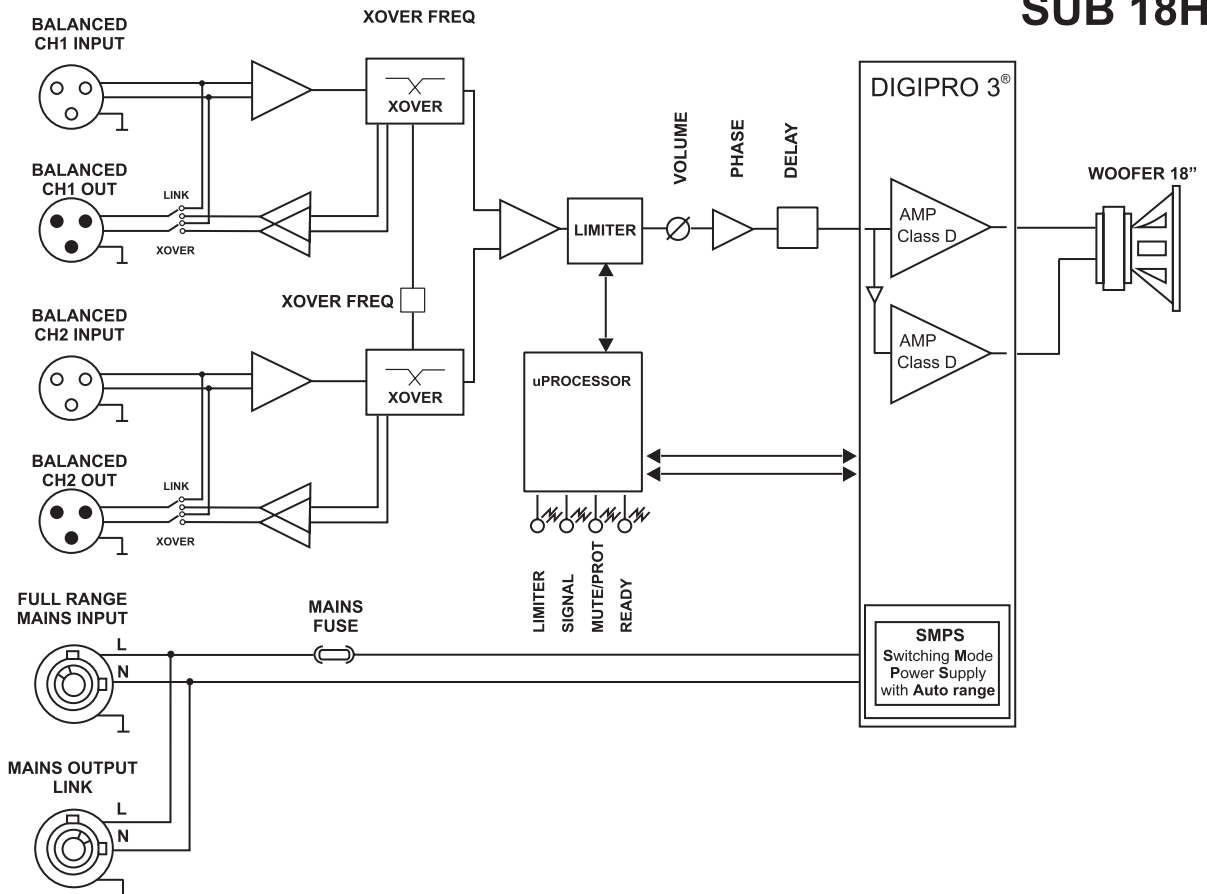 SUB 18H
XOVER FREQ
BALANCED
CH1 INPUT
XOVER
DIGIPRO 3®
BALANCED
CH1 OUT
LINK
XOVER
LIMITER
VOLUME
PHASE
DELAY
AMP
Class D
WOOFER 18”
XOVER FREQ
BALANCED
CH2 INPUT
XOVER
uPROCESSOR
AMP
Class D
BALANCED
CH2 OUT
LINK
XOVER
LIMITER
SIGNAL
MUTE/PROT
READY
FULL RANGE
MAINS INPUT
L
N
MAINS
FUSE
SMPS
Switching Mode
Power Supply
with Auto range
MAINS OUTPUT
LINK
L
N